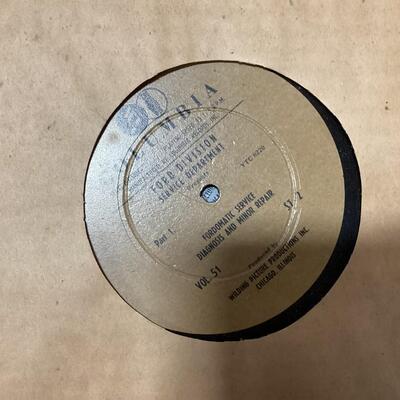 COLUMBIA
FORD DIVISION
SERVICE DEPARTMENT
Presents
YTC 8220
Part 1
FORDOMATIC SERVICE
DIAGNOSIS AND MINOR REPAIR
VOL. 51
51-2
Produced by
WILDING PICTURE PRODUCTIONS INC.
CHICAGO, ILLINOIS